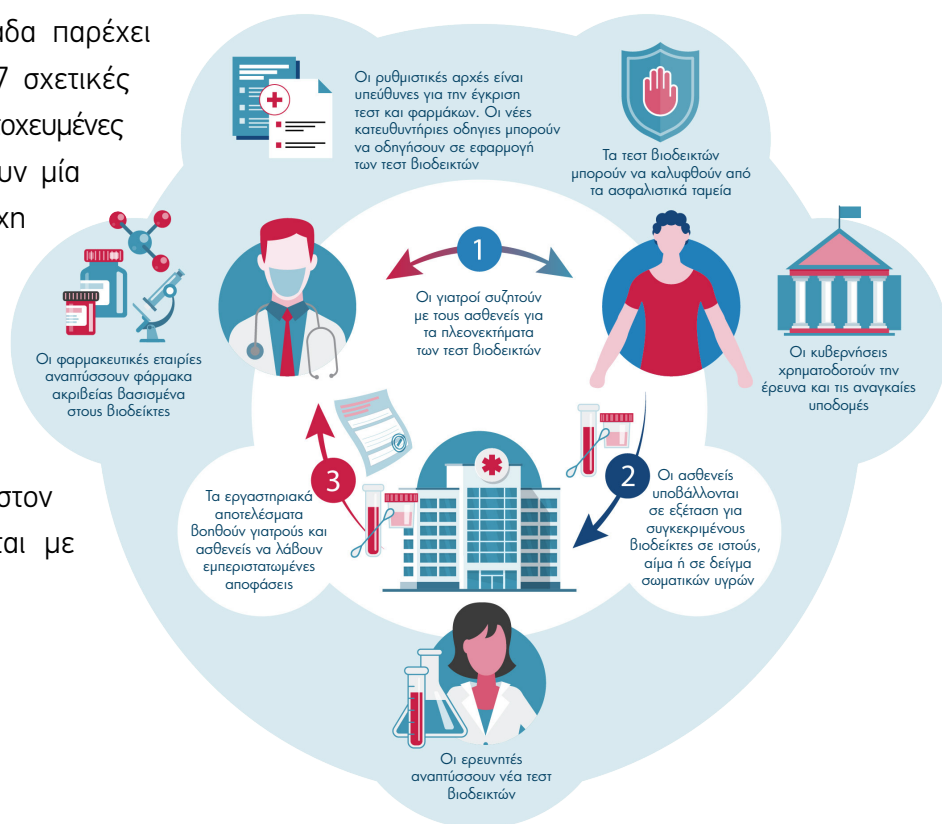 άδα παρέχει
7 σχετικές
τοχευμένες
υν μία
χη
στον
ται με
Οι ρυθμιστικές αρχές είναι
υπεύθυνες για την έγκριση
τεστ και φαρμάκων. Οι νέες
κατευθυντήριες οδηγιες μπορούν
να οδηγήσουν σε εφαρμογή
των τεστ βιοδεικτών
Τα τεστ βιοδεικτών
μπορούν να καλυφθούν από
τα ασφαλιστικά ταμεία
Οι φαρμακευτικές εταιρίες
αναπτύσσουν φάρμακα
ακριβείας βασισμένα
στους βιοδείκτες
1
Οι γιατροί συζητούν
με τους ασθενείς για
τα πλεονεκτήματα
των τεστ βιοδεικτών
Οι κυβερνήσεις
χρηματοδοτούν την
έρευνα και τις αναγκαίες
υποδομές
2
Οι ασθενείς
υποβάλλονται
σε εξέταση για
συγκεκριμένους
βιοδείκτες σε ιστούς,
αίμα ή σε δείγμα
σωματικών υγρών
3
Τα εργαστηριακά
αποτελέσματα
βοηθούν γιατρούς και
ασθενείς να λάβουν
εμπεριστατωμένες
αποφάσεις
Οι ερευνητές
αναπτύσσουν νέα τεστ
βιοδεικτών